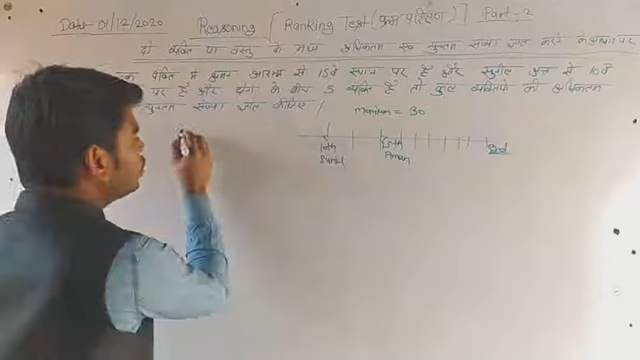 Date- 01/12/2020 Reasoning [Ranking Test (क्रम परिक्षण)] Part-2
दो व्यक्ति या वस्तु के मध्य अधिकतम एवं न्युनतम संख्या ज्ञात करने के आधार पर
एक पंक्ति में अमन आरम्भ से 15वें स्थान पर हैं और सुनील अन्त से 10वें
पर हैं और दोनों के बीच 5 व्यक्ति हैं तो कुल व्यक्तियों की अधिकतम
न्युनतम संख्या ज्ञात कीजिए /
Maximum = 30
10th 15th End
Sunil Aman